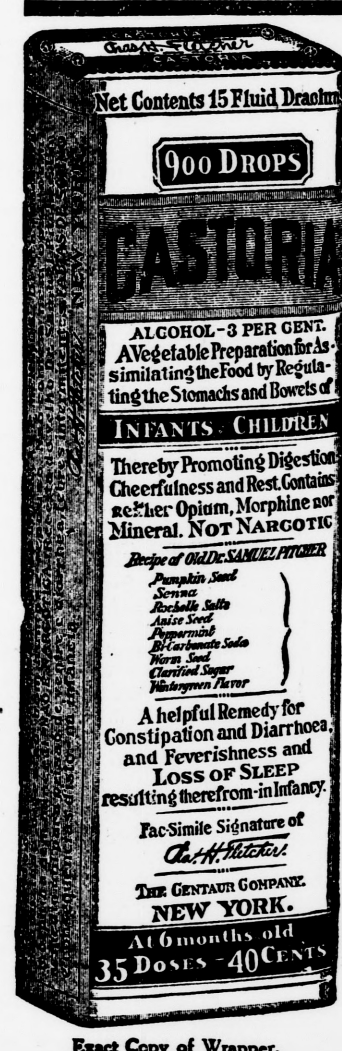 Chas. H. Fletcher
CASTORIA
Net Contents 15 Fluid Drachm
900 DROPS
CASTORIA
ALCOHOL-3 PER CENT.
A Vegetable Preparation for As-
similating the Food by Regula-
ting the Stomachs and Bowels of
INFANTS CHILDREN
Thereby Promoting Digestion
Cheerfulness and Rest. Contains
neither Opium, Morphine nor
Mineral. NOT NARCOTIC
Recipe of Old Dr. SAMUEL PITCHER
Pumpkin Seed
Senna
Rochelle Salts
Anise Seed
Peppermint
Bi-Carbonate Soda
Worm Seed
Clarified Sugar
Wintergreen Flavor
A helpful Remedy for
Constipation and Diarrhoea,
and Feverishness and
LOSS OF SLEEP
resulting therefrom-in Infancy.
Fac-Simile Signature of
Chas. H. Fletcher.
THE CENTAUR COMPANY.
NEW YORK.
At 6 months old
35 DOSES - 40 CENTS
Exact Copy of Wrapper.